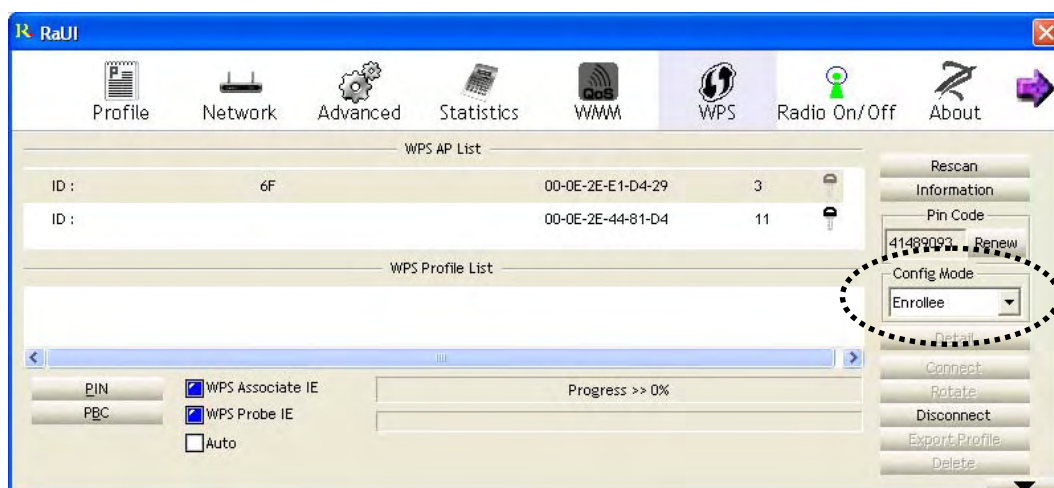 RaUI
Profile Network Advanced Statistics QoS WMM WPS Radio On/Off About
WPS AP List
ID : 6F 00-0E-2E-E1-D4-29 3
ID : 00-0E-2E-44-81-D4 11
WPS Profile List
Rescan
Information
Pin Code
41489093 Renew
Config Mode
Enrollee
Detail
Connect
Rotate
Disconnect
Export Profile
Delete
PIN
PBC
WPS Associate IE
WPS Probe IE
Auto
Progress >> 0%